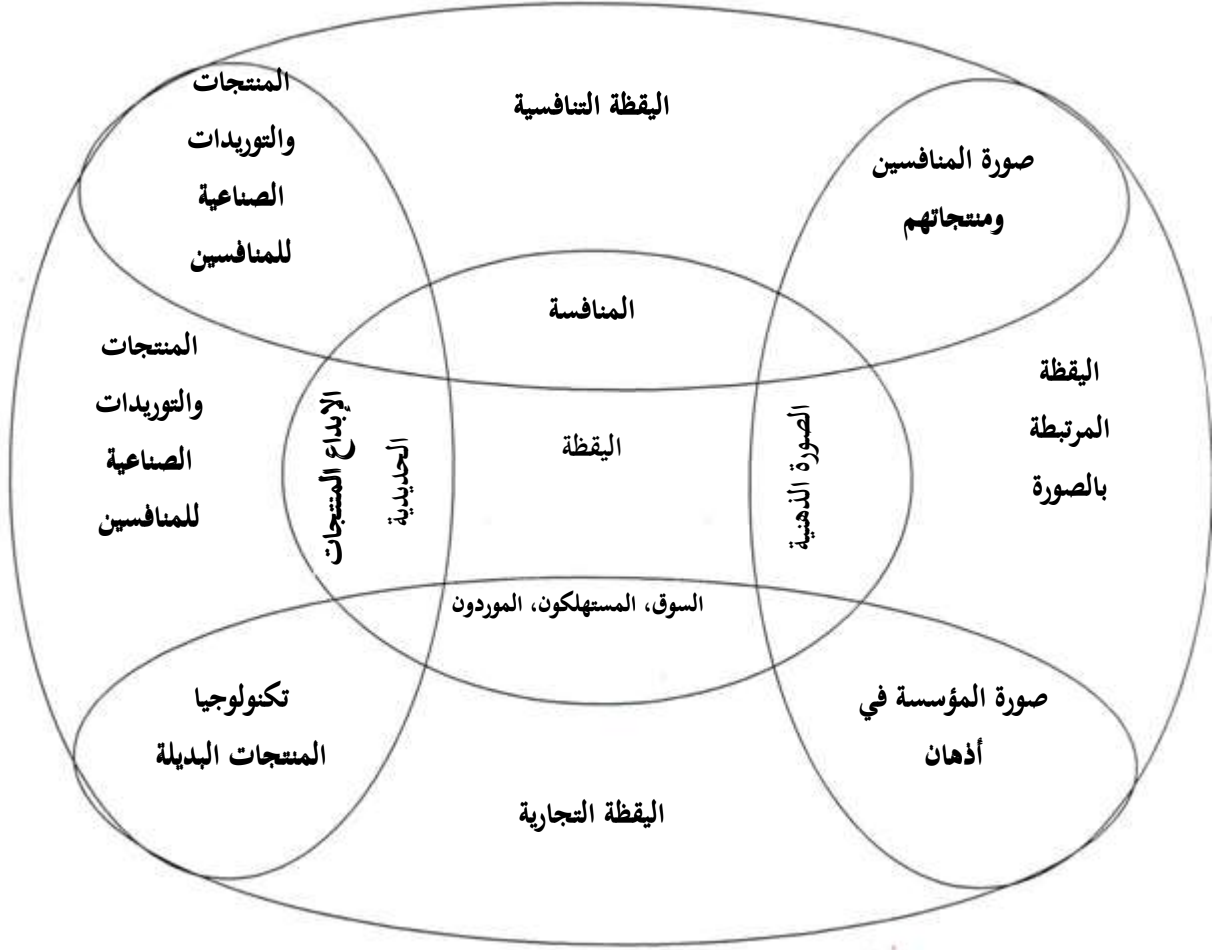 المنتجات
والتوريدات
الصناعية
للمنافسين
اليقظة التنافسية
صورة المنافسين
ومنتجاتهم
المنافسة
المنتجات
والتوريدات
الصناعية
للمنافسين
الإبداع المنتجات
الحديدية
اليقظة
الصورة الذهنية
اليقظة
المرتبطة
بالصورة
السوق، المستهلكون، الموردون
تكنولوجيا
المنتجات البديلة
صورة المؤسسة في
أذهان
اليقظة التجارية